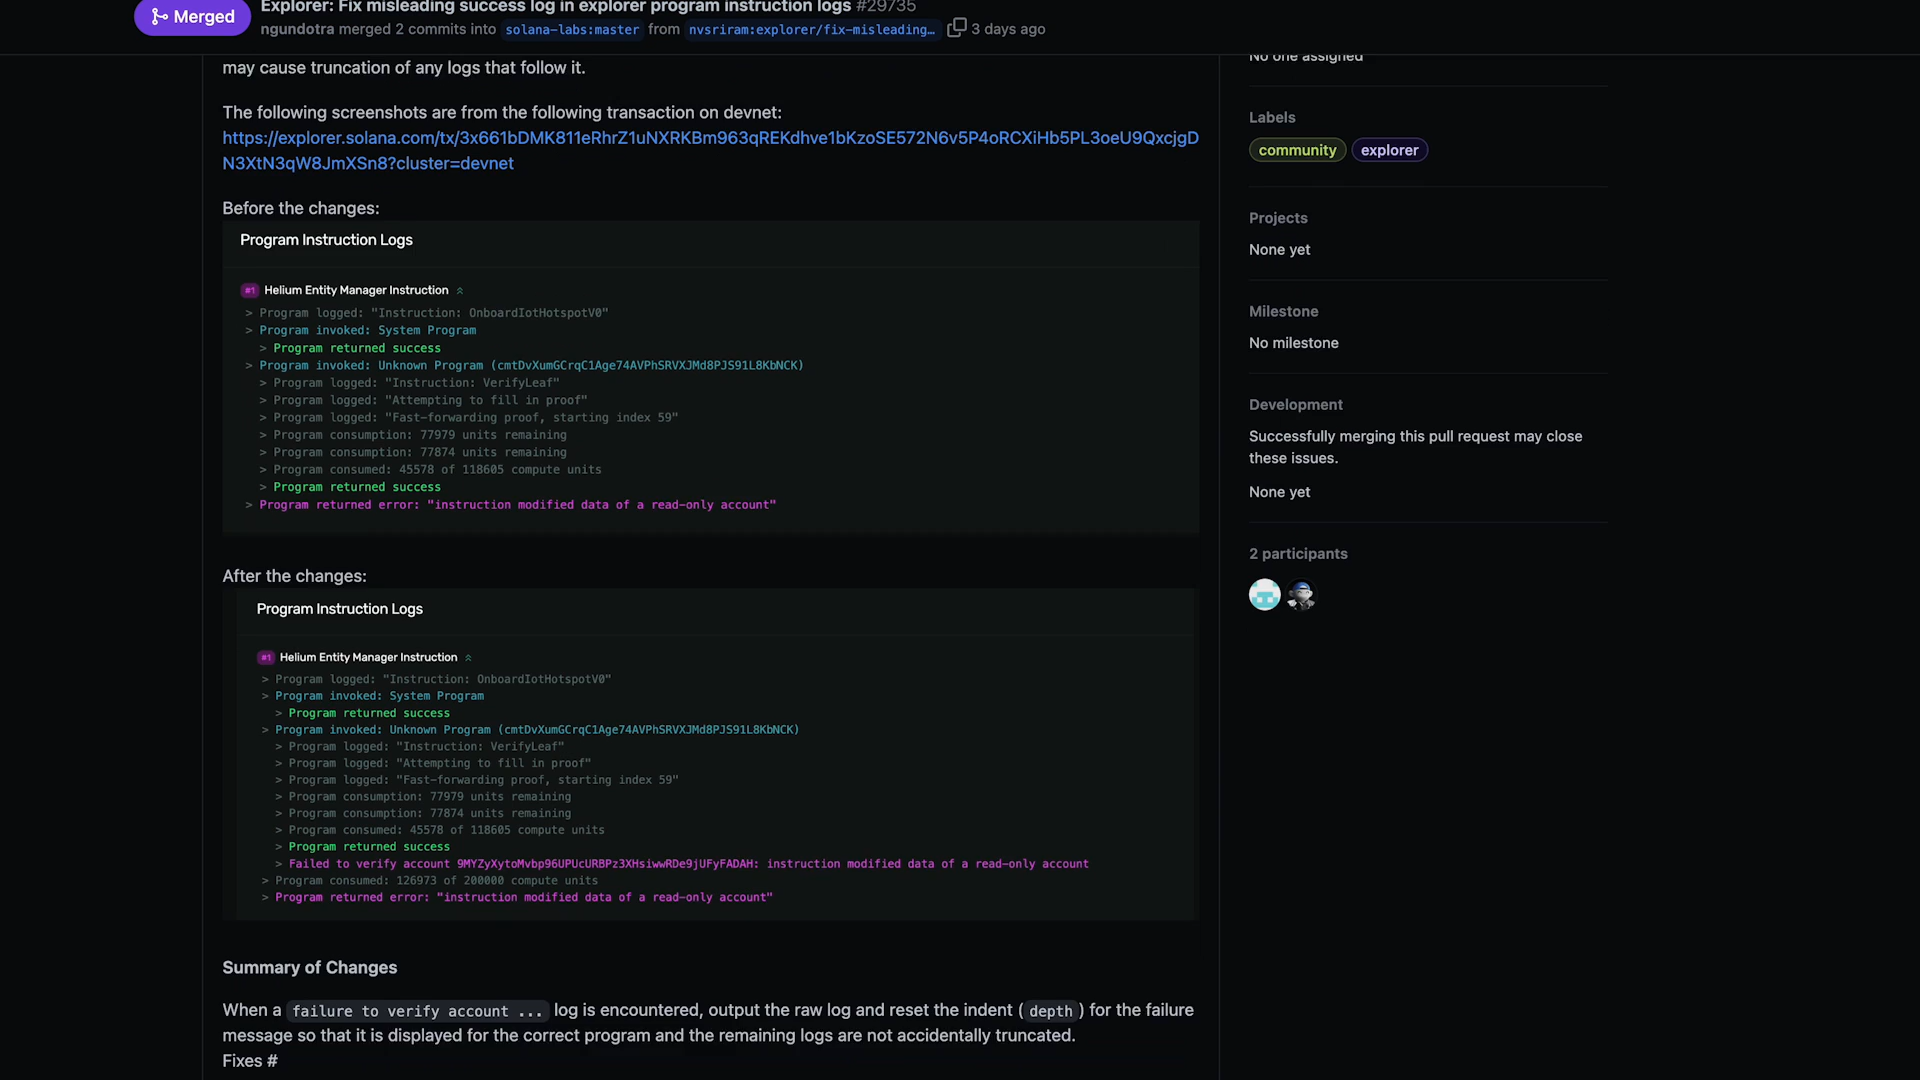 Merged
Explorer: Fix misleading success log in explorer program instruction logs #29735
ngundotra merged 2 commits into solana-labs:master from nvsriram:explorer/fix-misleading… 3 days ago
may cause truncation of any logs that follow it.
The following screenshots are from the following transaction on devnet:
https://explorer.solana.com/tx/3x661bDMK811eRhrZ1uNXRKBm963qREKdhve1bKzoSE572N6v5P4oRCXiHb5PL3oeU9QxcjgD
N3XtN3qW8JmXSn8?cluster=devnet
Before the changes:
Program Instruction Logs
#1 Helium Entity Manager Instruction
> Program logged: "Instruction: OnboardIotHotspotV0"
> Program invoked: System Program
> Program returned success
> Program invoked: Unknown Program (cmtDvXumGCrqC1Age74AVPhSRVXJMd8PJS91L8KbNCK)
> Program logged: "Instruction: VerifyLeaf"
> Program logged: "Attempting to fill in proof"
> Program logged: "Fast-forwarding proof, starting index 59"
> Program consumption: 77979 units remaining
> Program consumption: 77874 units remaining
> Program consumed: 45578 of 118605 compute units
> Program returned success
> Program returned error: "instruction modified data of a read-only account"
After the changes:
Program Instruction Logs
#1 Helium Entity Manager Instruction
> Program logged: "Instruction: OnboardIotHotspotV0"
> Program invoked: System Program
> Program returned success
> Program invoked: Unknown Program (cmtDvXumGCrqC1Age74AVPhSRVXJMd8PJS91L8KbNCK)
> Program logged: "Instruction: VerifyLeaf"
> Program logged: "Attempting to fill in proof"
> Program logged: "Fast-forwarding proof, starting index 59"
> Program consumption: 77979 units remaining
> Program consumption: 77874 units remaining
> Program consumed: 45578 of 118605 compute units
> Program returned success
> Failed to verify account 9MYZyXytoMvbp96UPUcURBPz3XHsiwwRDe9jUFyFADAH: instruction modified data of a read-only account
> Program consumed: 126973 of 200000 compute units
> Program returned error: "instruction modified data of a read-only account"
Summary of Changes
When a failure to verify account ... log is encountered, output the raw log and reset the indent (depth) for the failure
message so that it is displayed for the correct program and the remaining logs are not accidentally truncated.
Fixes #
No one assigned
Labels
community explorer
Projects
None yet
Milestone
No milestone
Development
Successfully merging this pull request may close
these issues.
None yet
2 participants